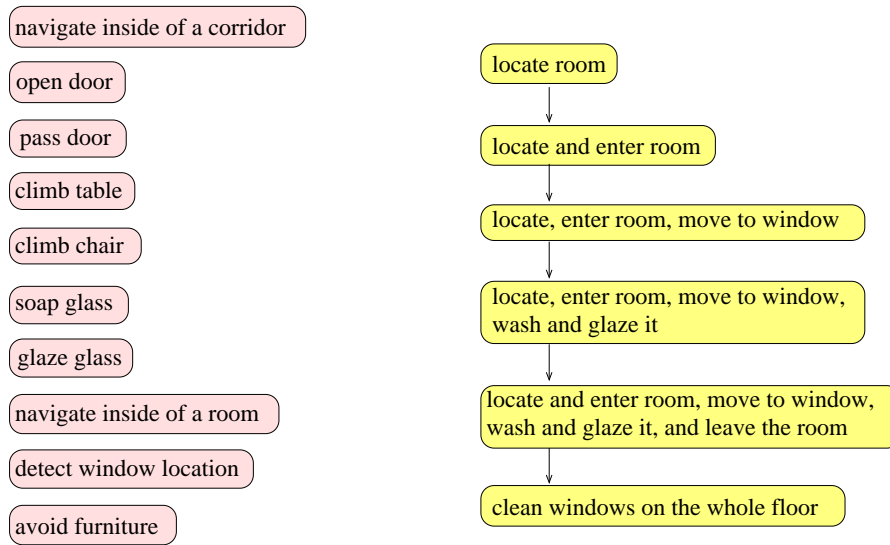 navigate inside of a corridor
open door
pass door
climb table
climb chair
soap glass
glaze glass
navigate inside of a room
detect window location
avoid furniture
locate room
locate and enter room
locate, enter room, move to window
locate, enter room, move to window,
wash and glaze it
locate and enter room, move to window,
wash and glaze it, and leave the room
clean windows on the whole floor